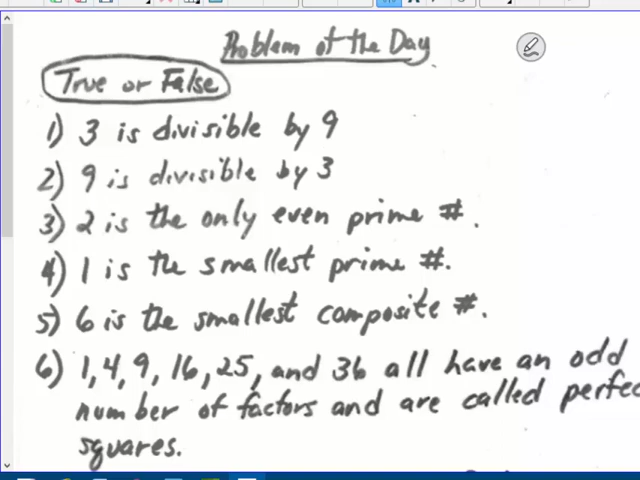 Problem of the Day
True or False
1) 3 is divisible by 9
2) 9 is divisible by 3
3) 2 is the only even prime #.
4) 1 is the smallest prime #.
5) 6 is the smallest composite #.
6) 1, 4, 9, 16, 25, and 36 all have an odd
number of factors and are called perfec
squares.